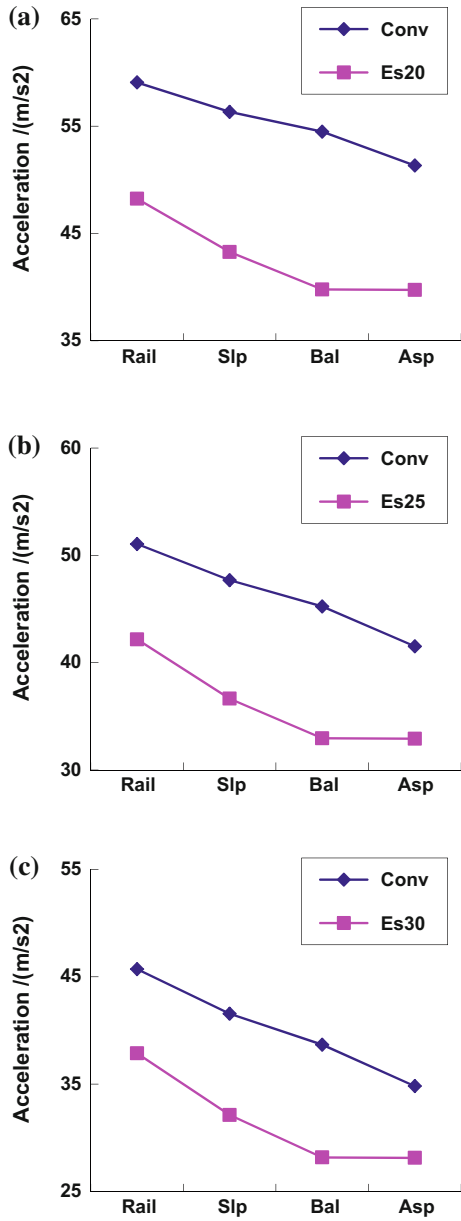 (a)
65
55
45
35
Acceleration /(m/s2)
Conv
Es20
Rail Slp Bal Asp
(b)
60
50
40
30
Acceleration /(m/s2)
Conv
Es25
Rail Slp Bal Asp
(c)
55
45
35
25
Acceleration /(m/s2)
Conv
Es30
Rail Slp Bal Asp